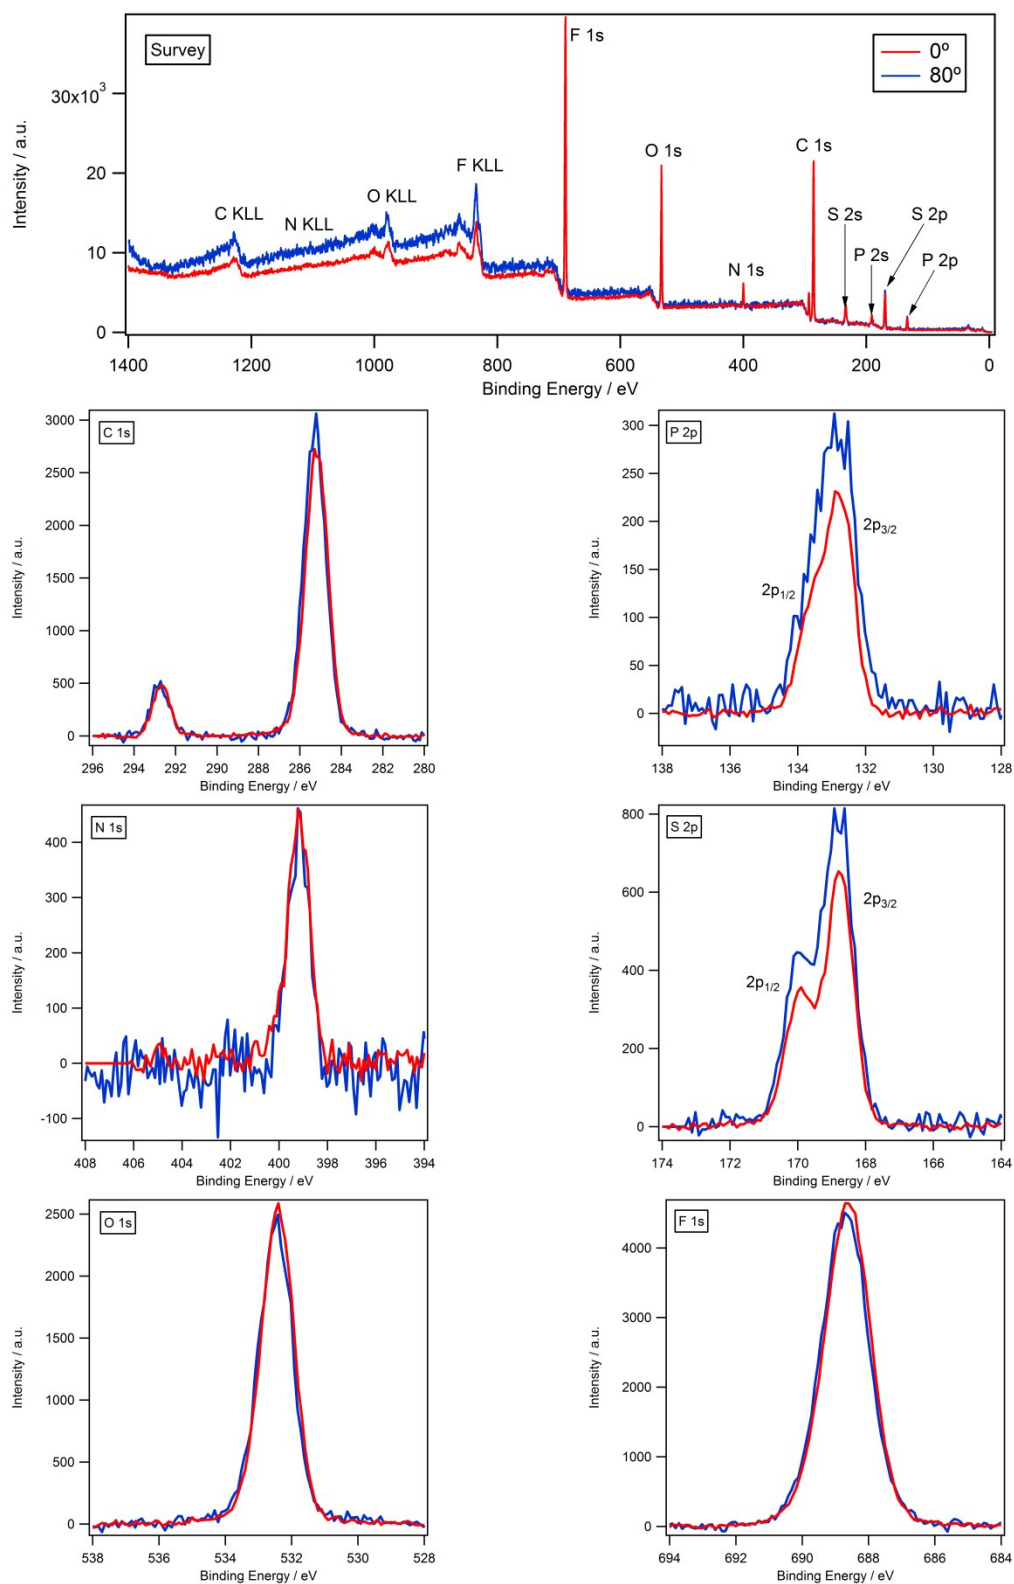 Survey
F 1s
0º
80º
30x10³
Intensity / a.u.
O 1s
C 1s
F KLL
20
O KLL
C KLL
N KLL
S 2s
S 2p
P 2s
P 2p
N 1s
10
0
1400 1200 1000 800 600 400 200 0
Binding Energy / eV
C 1s
3000
2500
2000
1500
1000
500
0
Intensity / a.u.
296 294 292 290 288 286 284 282 280
Binding Energy / eV
P 2p
300
250
200
150
100
50
0
Intensity / a.u.
2p3/2
2p1/2
138 136 134 132 130 128
Binding Energy / eV
N 1s
400
300
200
100
0
-100
Intensity / a.u.
408 406 404 402 400 398 396 394
Binding Energy / eV
S 2p
800
600
400
200
0
Intensity / a.u.
2p3/2
2p1/2
174 172 170 168 166 164
Binding Energy / eV
O 1s
2500
2000
1500
1000
500
0
Intensity / a.u.
538 536 534 532 530 528
Binding Energy / eV
F 1s
4000
3000
2000
1000
0
Intensity / a.u.
694 692 690 688 686 684
Binding Energy / eV